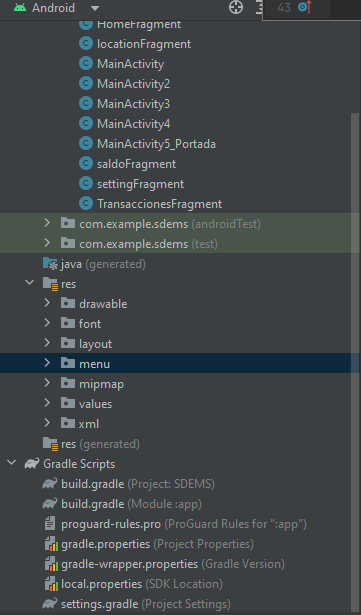 Android
43
HomeFragment
locationFragment
MainActivity
MainActivity2
MainActivity3
MainActivity4
MainActivity5_Portada
saldoFragment
settingFragment
TransaccionesFragment
com.example.sdems (androidTest)
com.example.sdems (test)
java (generated)
res
drawable
font
layout
menu
mipmap
values
xml
res (generated)
Gradle Scripts
build.gradle (Project: SDEMS)
build.gradle (Module :app)
proguard-rules.pro (ProGuard Rules for ":app")
gradle.properties (Project Properties)
gradle-wrapper.properties (Gradle Version)
local.properties (SDK Location)
settings.gradle (Project Settings)